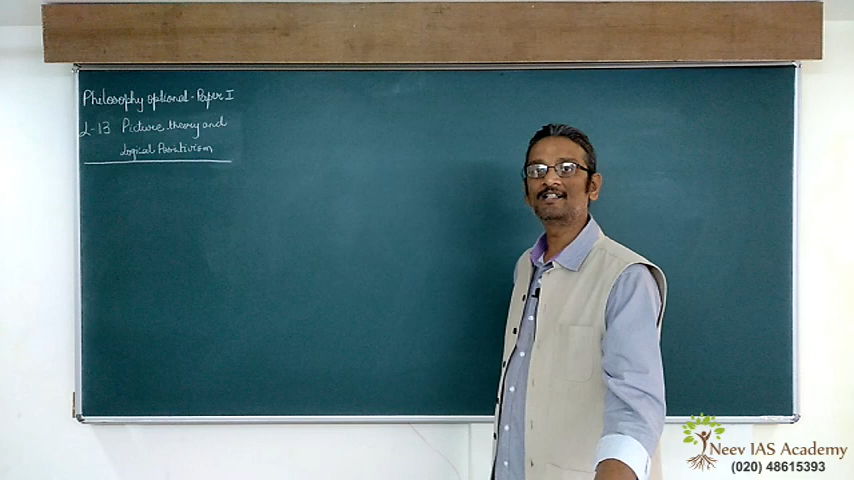 Philosophy optional - Paper I
L-13 Picture theory and
Logical Positivism
Neev IAS Academy
(020) 48615393